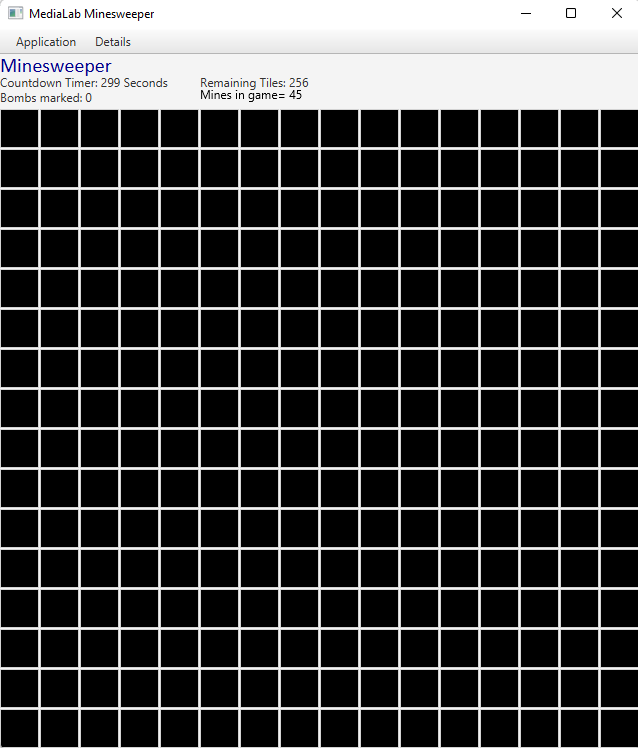 MediaLab Minesweeper
Application Details
Minesweeper
Countdown Timer: 299 Seconds Remaining Tiles: 256
Bombs marked: 0 Mines in game= 45